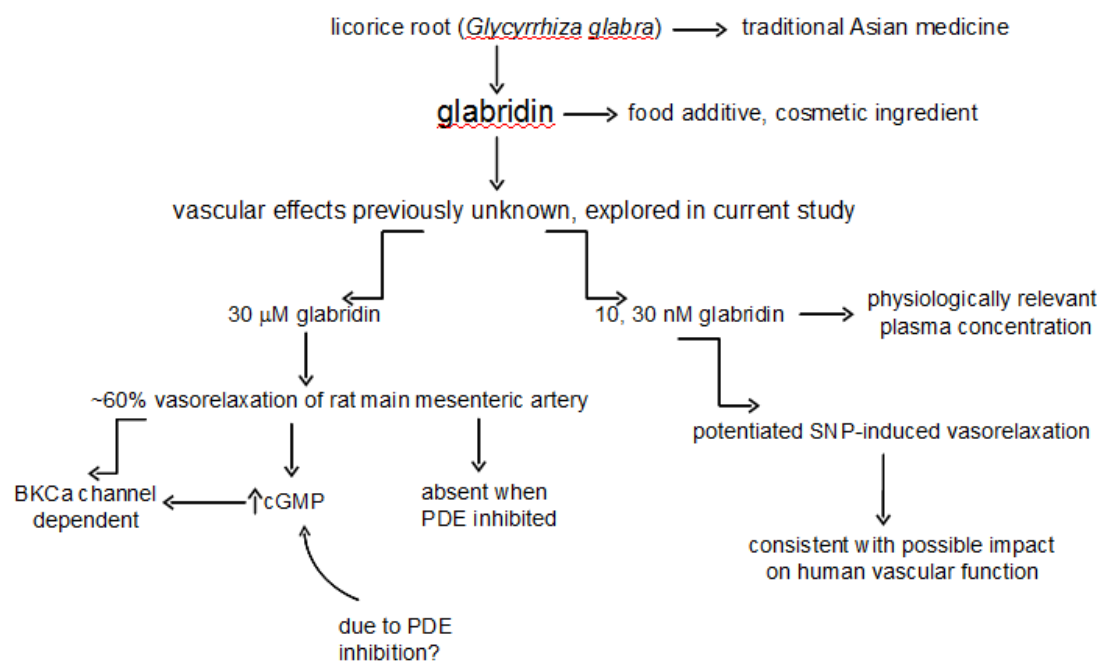 licorice root (Glycyrrhiza glabra)
traditional Asian medicine
glabridin
food additive, cosmetic ingredient
vascular effects previously unknown, explored in current study
30 μM glabridin
10, 30 nM glabridin
physiologically relevant
plasma concentration
~60% vasorelaxation of rat main mesenteric artery
potentiated SNP-induced vasorelaxation
BKCa channel
dependent
↑cGMP
absent when
PDE inhibited
consistent with possible impact
on human vascular function
due to PDE
inhibition?